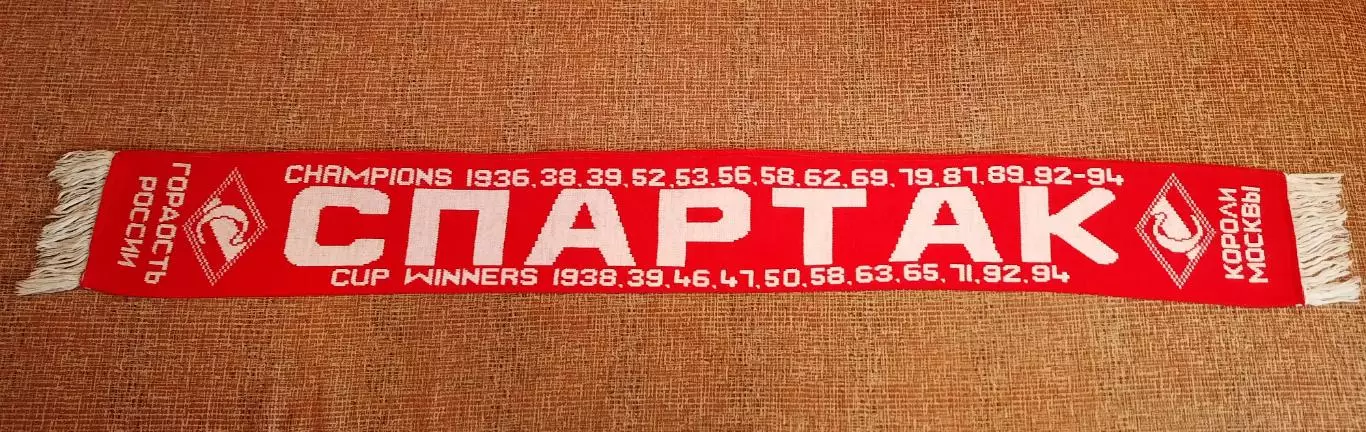 ГОРДОСТЬ
РОССИИ
CHAMPIONS 1936,38,39,52,53,56,58,62,69,79,87,89,92-94
СПАРТАК
CUP WINNERS 1938,39,46,47,50,58,63,65,71,92,94
КОРОЛИ
МОСКВЫ